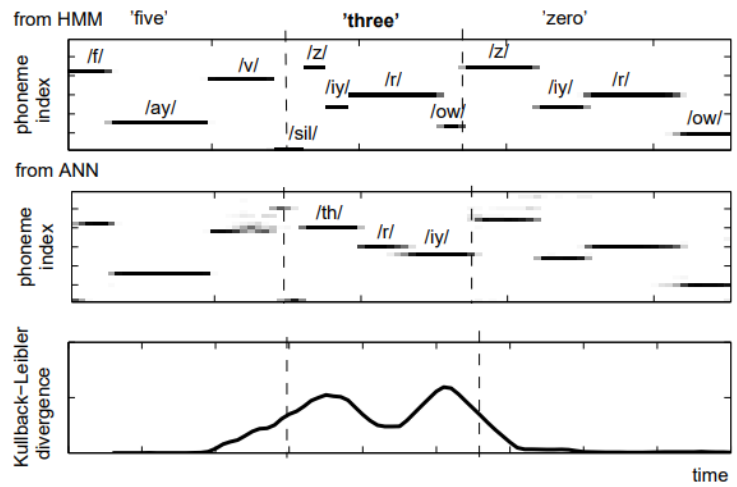 from HMM 'five' 'three' 'zero'
/f/ /v/ /z/ /z/
/iy/ /r/ /iy/ /r/
/ay/ /sil/ /ow/ /ow/
phoneme
index
from ANN
/th/
/r/ /iy/
phoneme
index
Kullback-Leibler
divergence
time